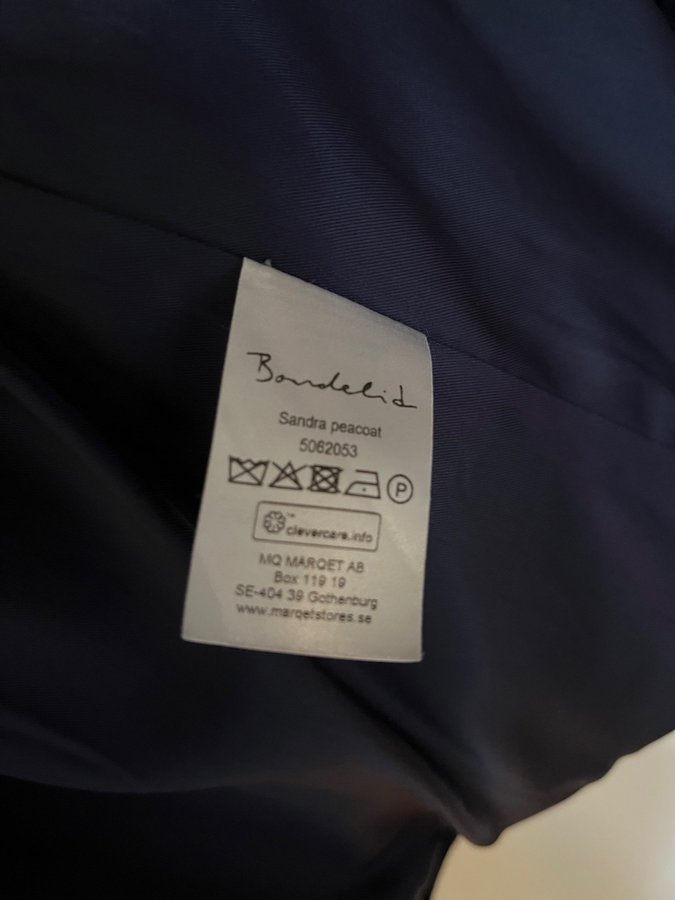 Bondelid
Sandra peacoat
5062053
P
clevercare.info
MQ MARQET AB
Box 119 19
SE-404 39 Gothenburg
www.marqetstores.se